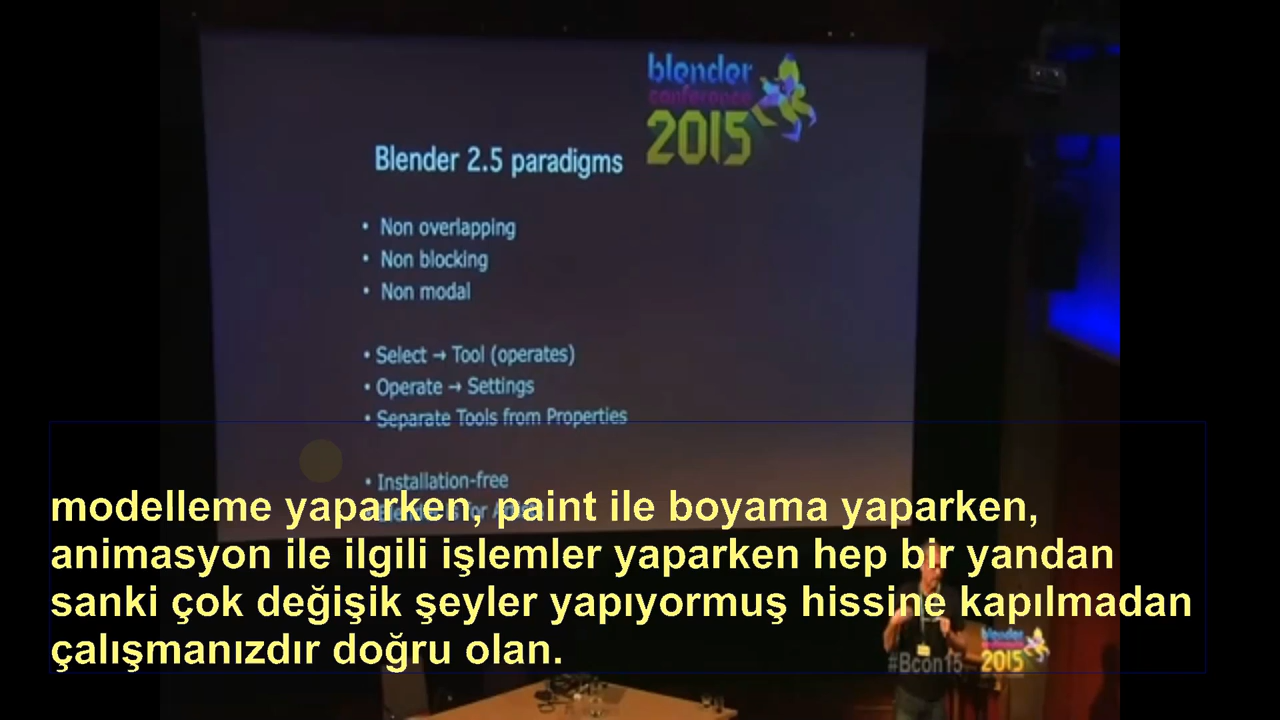 blender
conference
2015
Blender 2.5 paradigms
• Non overlapping
• Non blocking
• Non modal
• Select → Tool (operates)
• Operate → Settings
• Separate Tools from Properties
• Installation-free
modelleme yaparken, paint ile boyama yaparken,
animasyon ile ilgili işlemler yaparken hep bir yandan
sanki çok değişik şeyler yapıyormuş hissine kapılmadan
çalışmanızdır doğru olan.
#Bcon15
blender
2015